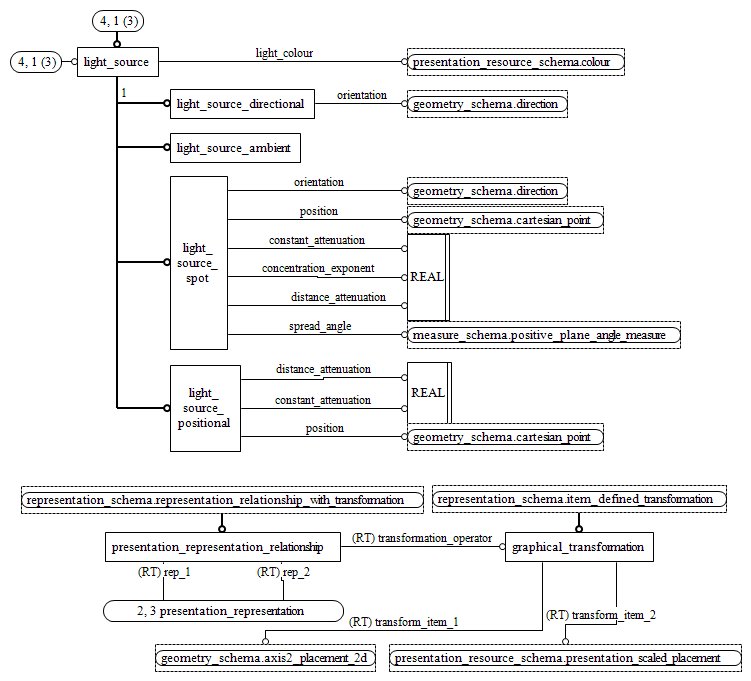 4, 1 (3)
4, 1 (3)
light_source
light_colour
presentation_resource_schema.colour
1
light_source_directional
orientation
geometry_schema.direction
light_source_ambient
light_
source_
spot
orientation
geometry_schema.direction
position
geometry_schema.cartesian_point
constant_attenuation
concentration_exponent
REAL
distance_attenuation
spread_angle
measure_schema.positive_plane_angle_measure
light_
source_
positional
distance_attenuation
REAL
constant_attenuation
position
geometry_schema.cartesian_point
representation_schema.representation_relationship_with_transformation
representation_schema.item_defined_transformation
presentation_representation_relationship
(RT) transformation_operator
graphical_transformation
(RT) rep_1
(RT) rep_2
2, 3 presentation_representation
(RT) transform_item_1
(RT) transform_item_2
geometry_schema.axis2_placement_2d
presentation_resource_schema.presentation_scaled_placement